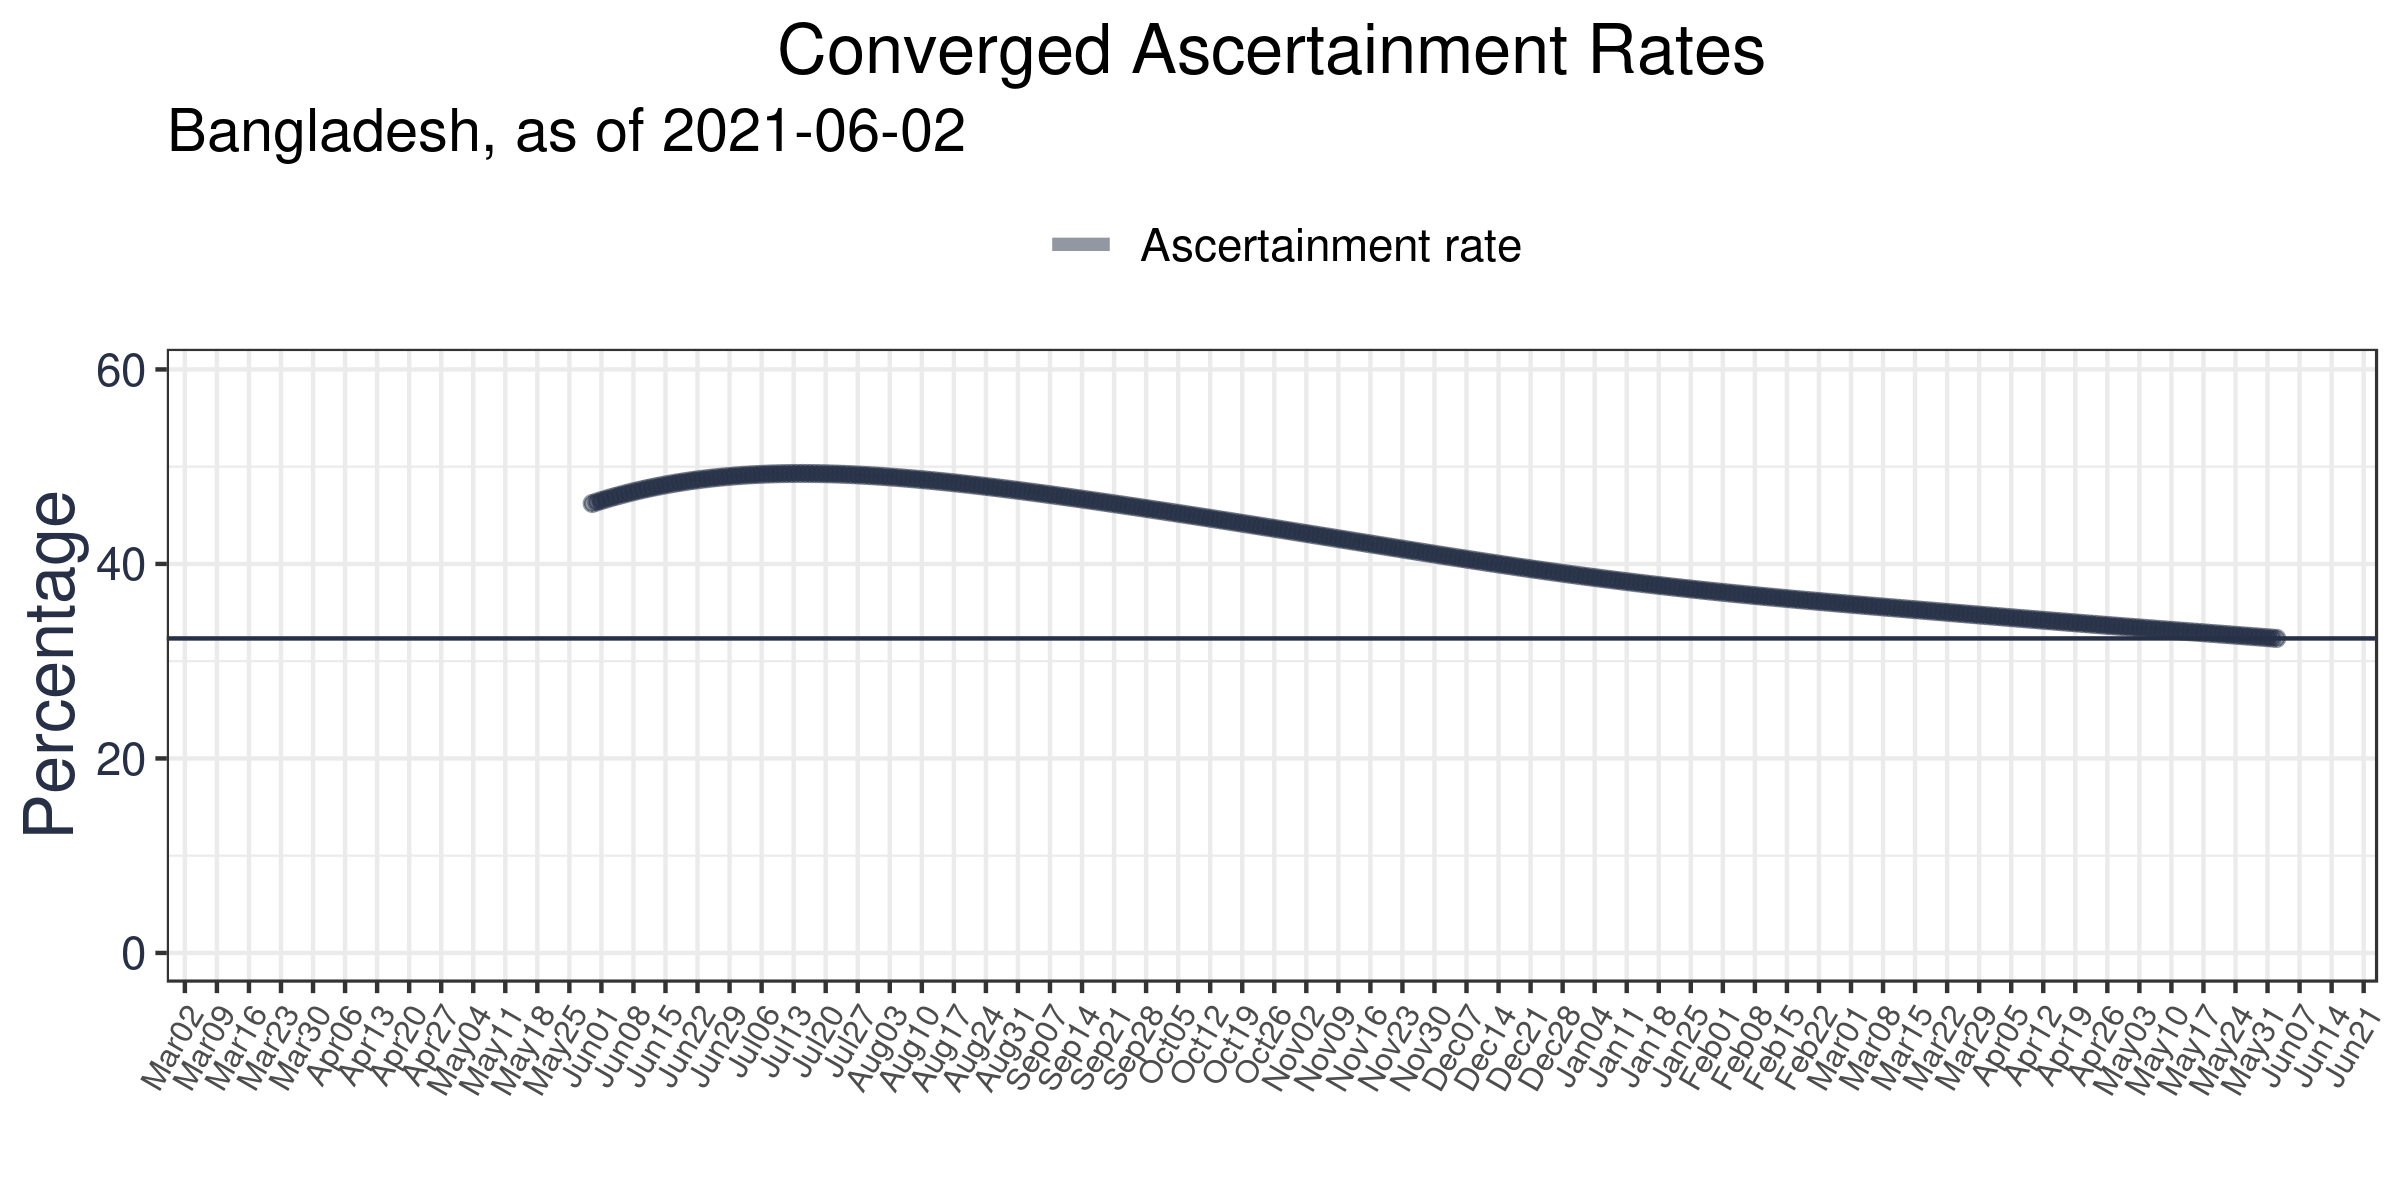 Converged Ascertainment Rates
Bangladesh, as of 2021-06-02
Ascertainment rate
Percentage
60
40
20
0
Mar02 Mar09 Mar16 Mar23 Mar30 Apr06 Apr13 Apr20 Apr27 May04 May11 May18 May25 Jun01 Jun08 Jun15 Jun22 Jun29 Jul06 Jul13 Jul20 Jul27 Aug03 Aug10 Aug17 Aug24 Aug31 Sep07 Sep14 Sep21 Sep28 Oct05 Oct12 Oct19 Oct26 Nov02 Nov09 Nov16 Nov23 Nov30 Dec07 Dec14 Dec21 Dec28 Jan04 Jan11 Jan18 Jan25 Feb01 Feb08 Feb15 Feb22 Mar01 Mar08 Mar15 Mar22 Mar29 Apr05 Apr12 Apr19 Apr26 May03 May10 May17 May24 May31 Jun07 Jun14 Jun21